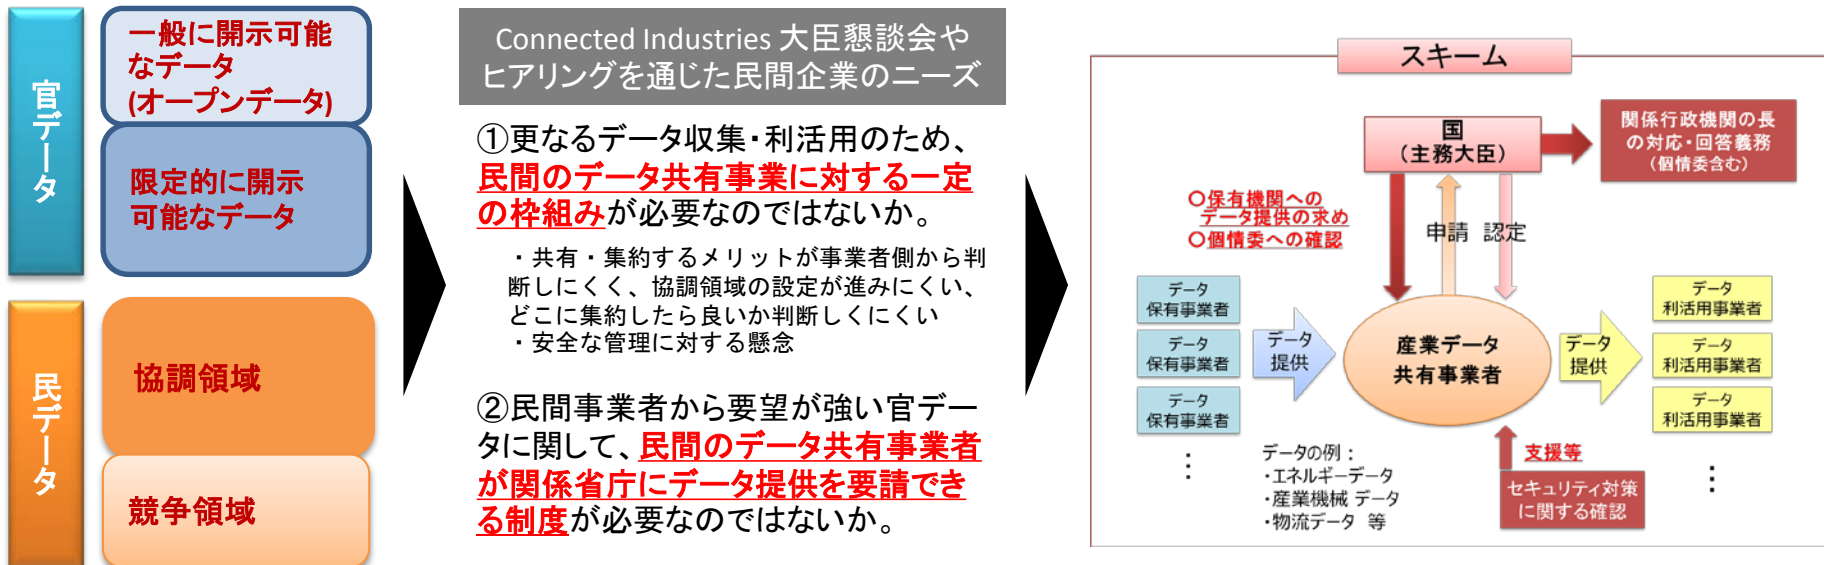 官データ
一般に開示可能
なデータ
(オープンデータ)
限定的に開示
可能なデータ
民データ
協調領域
競争領域
Connected Industries 大臣懇談会や
ヒアリングを通じた民間企業のニーズ
①更なるデータ収集・利活用のため、
民間のデータ共有事業に対する一定
の枠組みが必要なのではないか。
・共有・集約するメリットが事業者側から判
断しにくく、協調領域の設定が進みにくい、
どこに集約したら良いか判断しくにくい
・安全な管理に対する懸念
②民間事業者から要望が強い官デー
タに関して、民間のデータ共有事業者
が関係省庁にデータ提供を要請でき
る制度が必要なのではないか。
スキーム
国
(主務大臣)
関係行政機関の長
の対応・回答義務
(個情委含む)
〇保有機関への
データ提供の求め
〇個情委への確認
申請 認定
データ
保有事業者
データ
保有事業者
データ
保有事業者
⋮
データ
提供
産業データ
共有事業者
データ
提供
データ
利活用事業者
データ
利活用事業者
データ
利活用事業者
⋮
データの例：
・エネルギーデータ
・産業機械 データ
・物流データ 等
支援等
セキュリティ対策
に関する確認